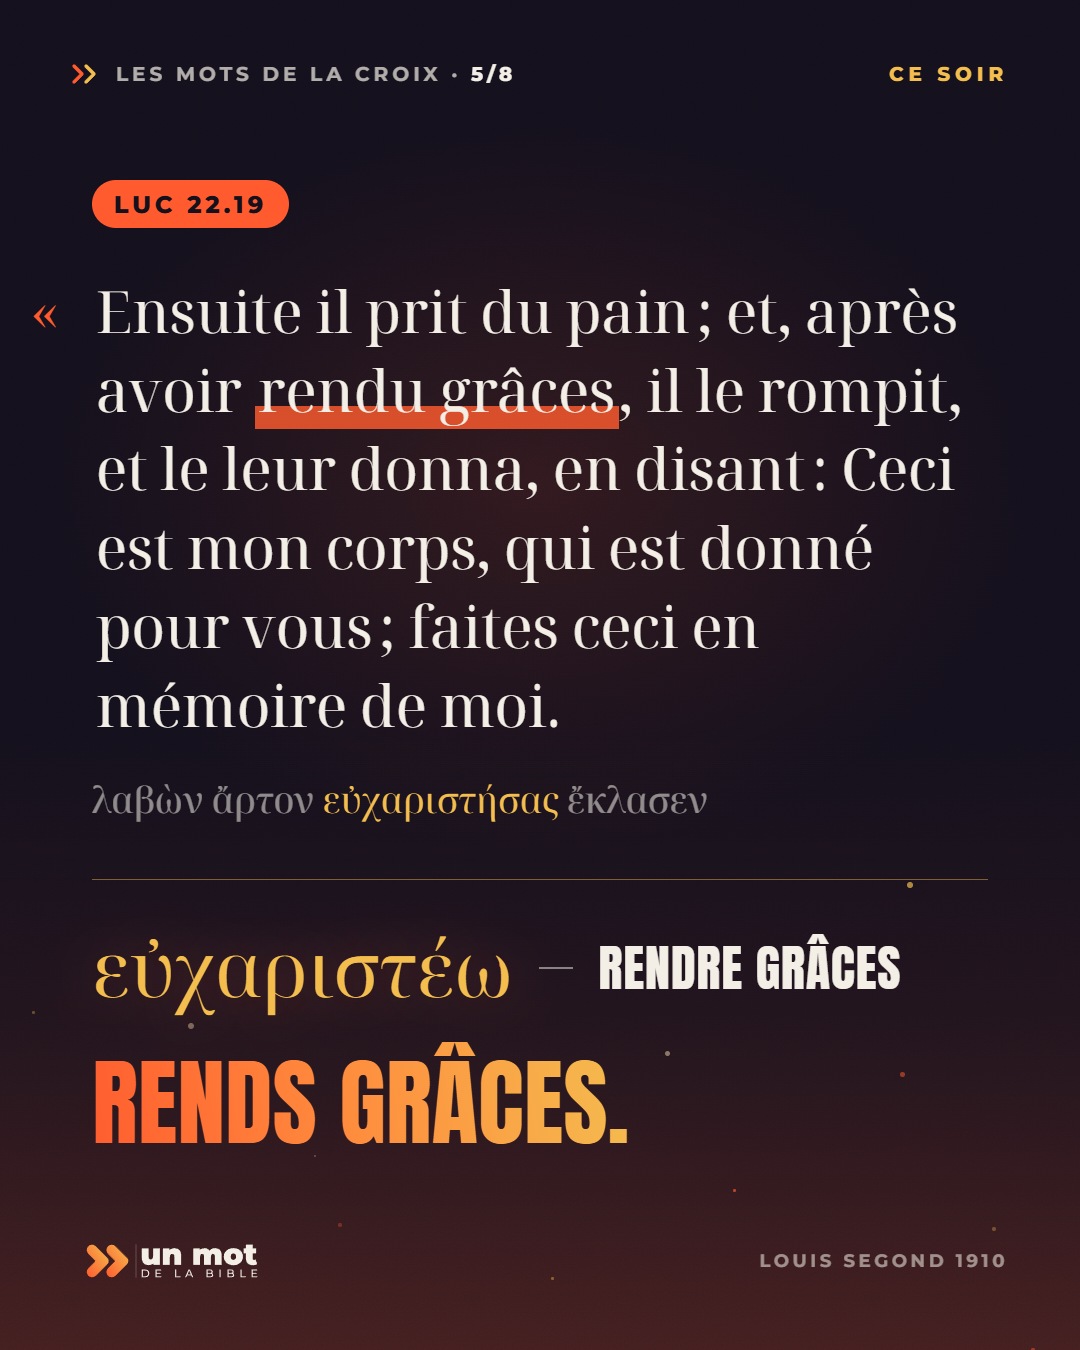 LES MOTS DE LA CROIX · 5/8
CE SOIR
LUC 22.19
« Ensuite il prit du pain ; et, après
avoir rendu grâces, il le rompit,
et le leur donna, en disant : Ceci
est mon corps, qui est donné
pour vous ; faites ceci en
mémoire de moi.
λαβὼν ἄρτον εὐχαριστήσας ἔκλασεν
εὐχαριστέω — RENDRE GRÂCES
RENDS GRÂCES.
un mot
DE LA BIBLE
LOUIS SEGOND 1910